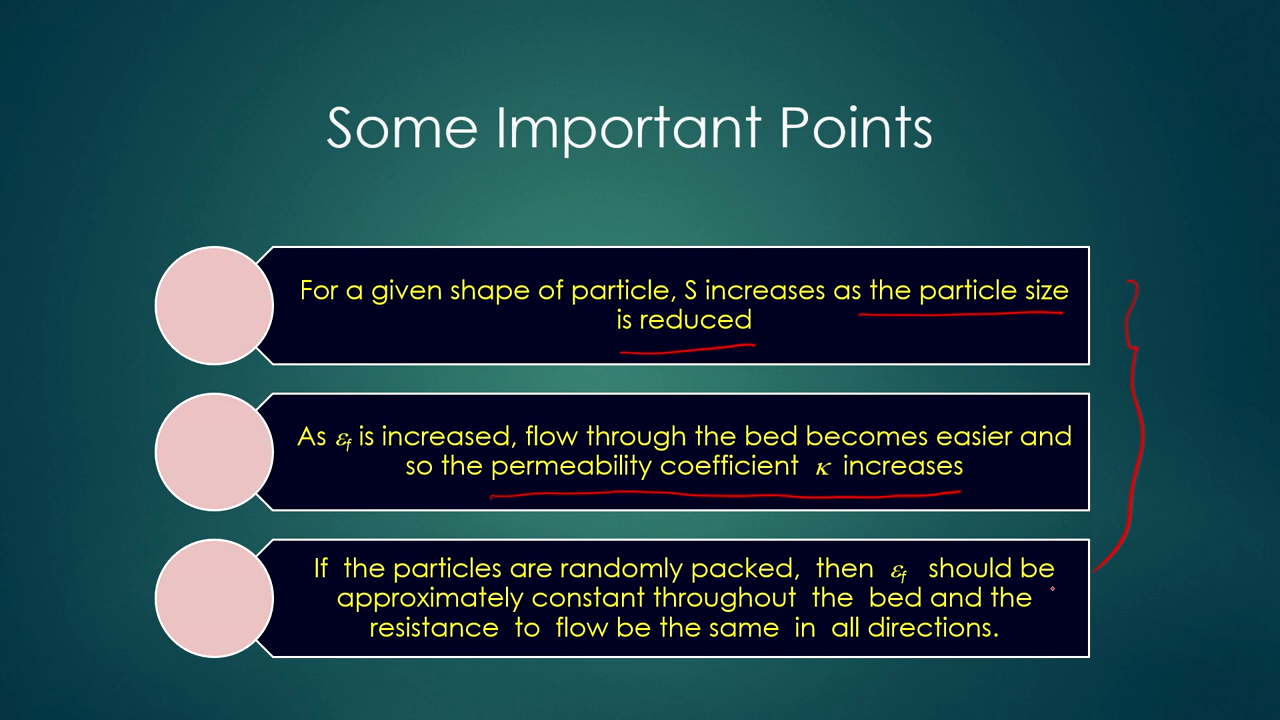 Some Important Points
For a given shape of particle, S increases as the particle size
is reduced
As εf is increased, flow through the bed becomes easier and
so the permeability coefficient κ increases
If the particles are randomly packed, then εf should be
approximately constant throughout the bed and the
resistance to flow be the same in all directions.